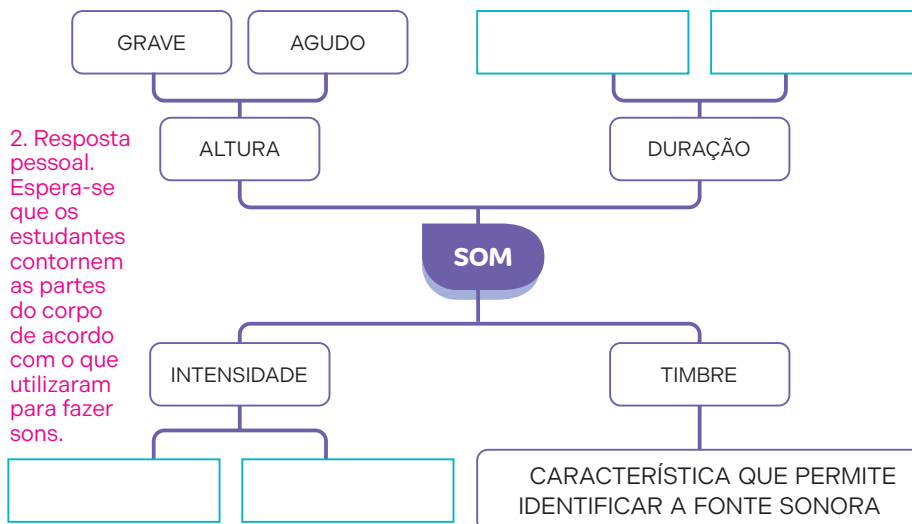 GRAVE
AGUDO
ALTURA
DURAÇÃO
2. Resposta
pessoal.
Espera-se
que os
estudantes
contornem
as partes
do corpo
de acordo
com o que
utilizaram
para fazer
sons.
SOM
INTENSIDADE
TIMBRE
CARACTERÍSTICA QUE PERMITE
IDENTIFICAR A FONTE SONORA